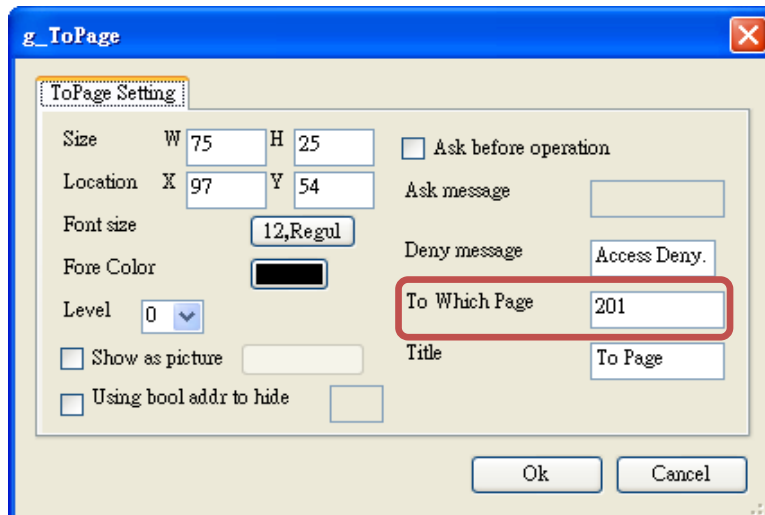 g_ToPage
ToPage Setting
Size W 75 H 25
Location X 97 Y 54
Font size 12,Regul
Fore Color
Level 0
Show as picture
Using bool addr to hide
Ask before operation
Ask message
Deny message Access Deny.
To Which Page 201
Title To Page
Ok Cancel